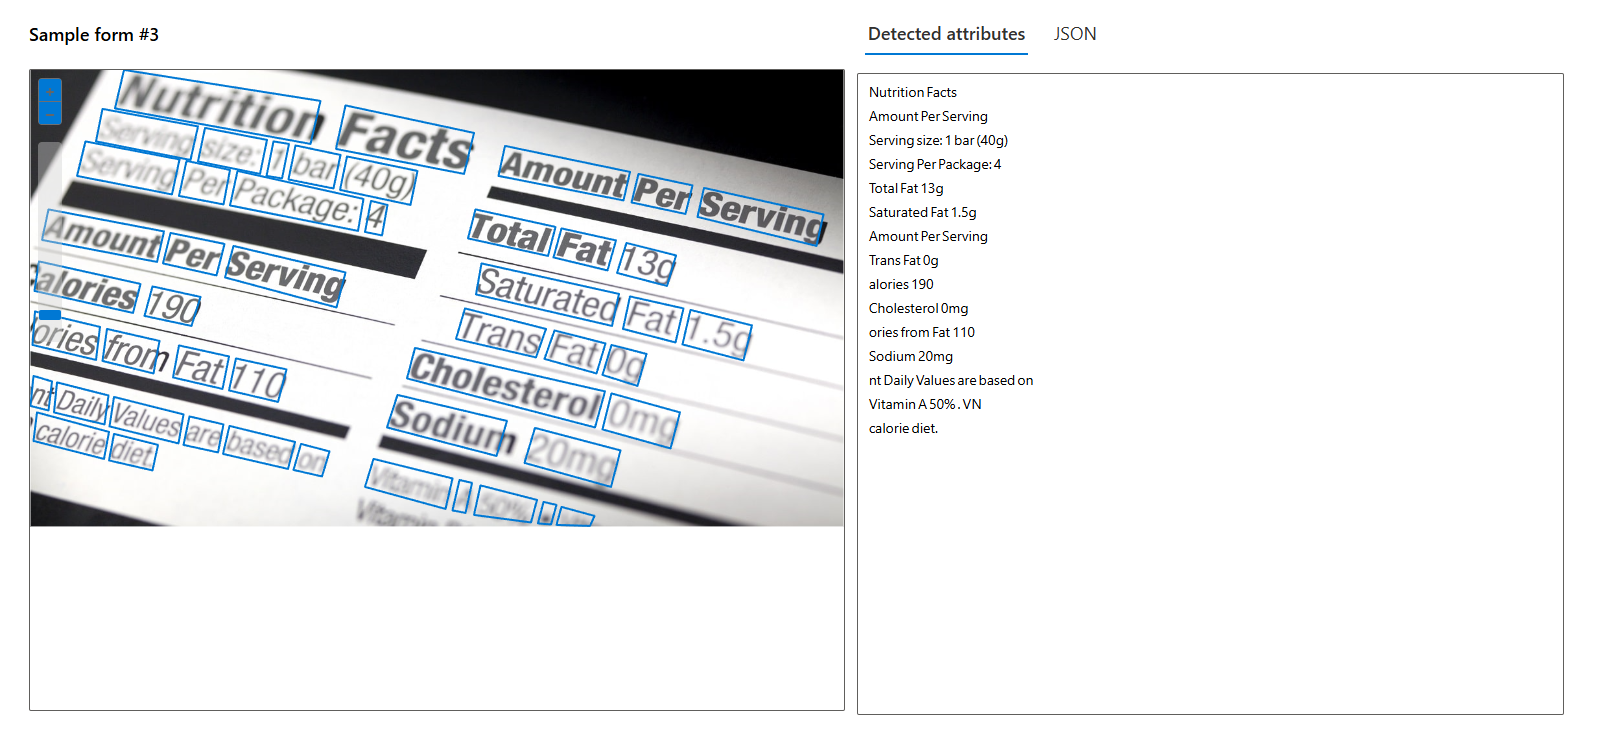 Sample form #3
Nutrition Facts
Serving size: 1 bar (40g)
Serving Per Package: 4
Amount Per Serving
alories 190
ories from Fat 110
nt Daily Values are based on
calorie diet.
Amount Per Serving
Total Fat 13g
Saturated Fat 1.5g
Trans Fat 0g
Cholesterol 0mg
Sodium 20mg
Vitamin A 50% •
Vitamin
Detected attributes JSON
Nutrition Facts
Amount Per Serving
Serving size: 1 bar (40g)
Serving Per Package: 4
Total Fat 13g
Saturated Fat 1.5g
Amount Per Serving
Trans Fat 0g
alories 190
Cholesterol 0mg
ories from Fat 110
Sodium 20mg
nt Daily Values are based on
Vitamin A 50% . VN
calorie diet.